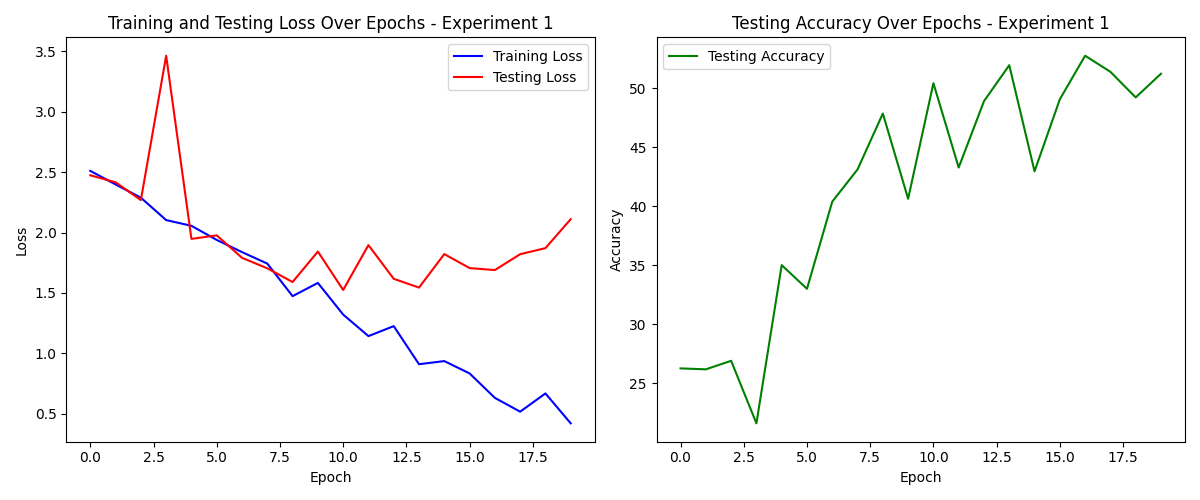 Training and Testing Loss Over Epochs - Experiment 1
Training Loss
Testing Loss
3.5
3.0
2.5
2.0
1.5
1.0
0.5
Loss
0.0 2.5 5.0 7.5 10.0 12.5 15.0 17.5
Epoch
Testing Accuracy Over Epochs - Experiment 1
Testing Accuracy
50
45
40
35
30
25
Accuracy
0.0 2.5 5.0 7.5 10.0 12.5 15.0 17.5
Epoch